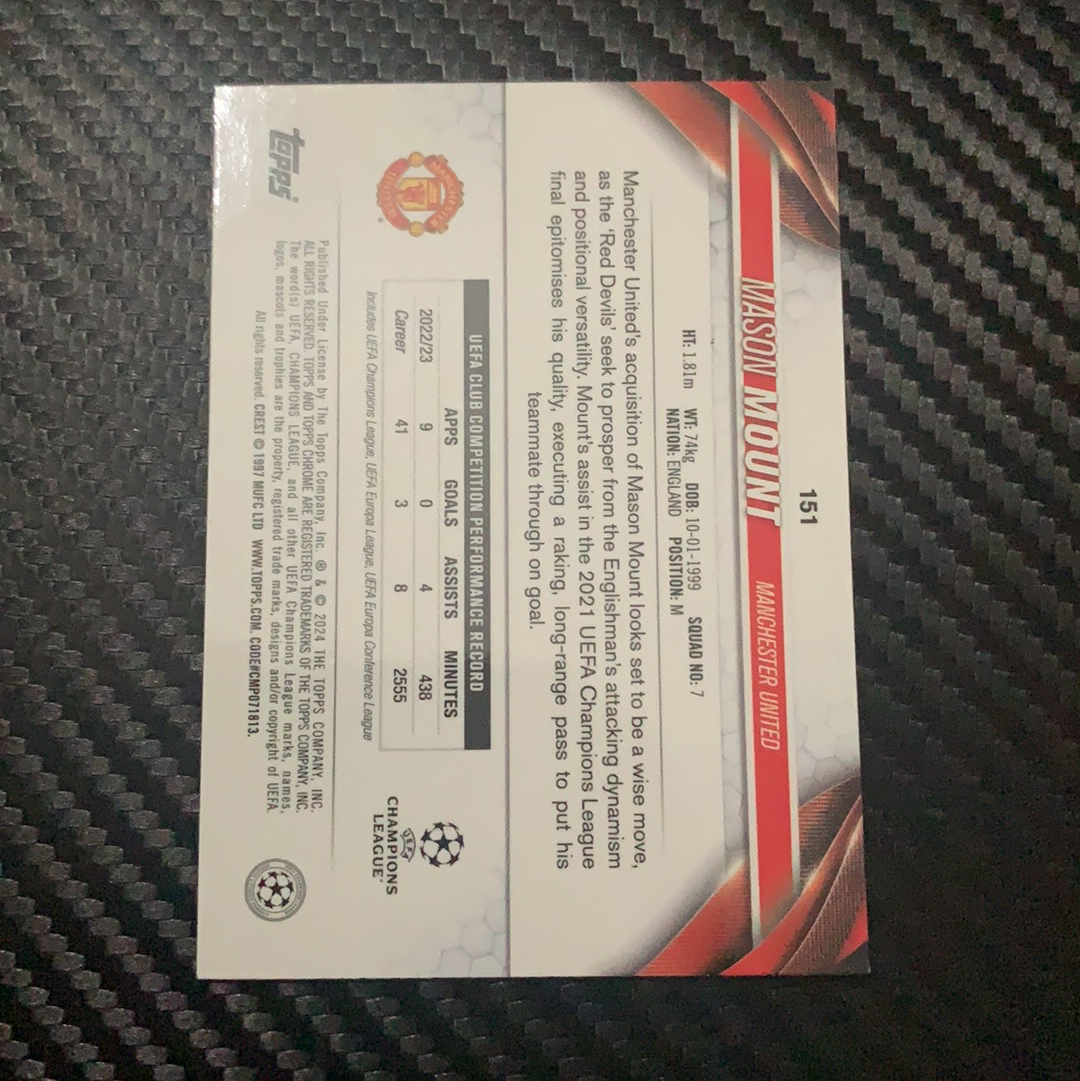 151
MASON MOUNT MANCHESTER UNITED
HT: 1.81m WT: 74kg DOB: 10-01-1999 SQUAD NO: 7
NATION: ENGLAND POSITION: M
Manchester United's acquisition of Mason Mount looks set to be a wise move,
as the 'Red Devils' seek to prosper from the Englishman's attacking dynamism
and positional versatility. Mount's assist in the 2021 UEFA Champions League
final epitomises his quality, executing a raking, long-range pass to put his
teammate through on goal.
UEFA CLUB COMPETITION PERFORMANCE RECORD
APPS GOALS ASSISTS MINUTES
2022/23 9 0 4 438
Career 41 3 8 2555
Includes UEFA Champions League, UEFA Europa League, UEFA Europa Conference League
MANCHESTER UNITED
UEFA
CHAMPIONS
LEAGUE
topps
Published Under License by The Topps Company, Inc. ® & © 2024 THE TOPPS COMPANY, INC.
ALL RIGHTS RESERVED. TOPPS AND TOPPS CHROME ARE REGISTERED TRADEMARKS OF THE TOPPS COMPANY, INC.
The word(s) UEFA, CHAMPIONS LEAGUE, and all other UEFA Champions League marks, names,
logos, mascots and trophies are the property, registered trade marks, designs and/or copyright of UEFA.
All rights reserved. CREST © 1997 MUFC LTD WWW.TOPPS.COM. CODE#CMP071813.